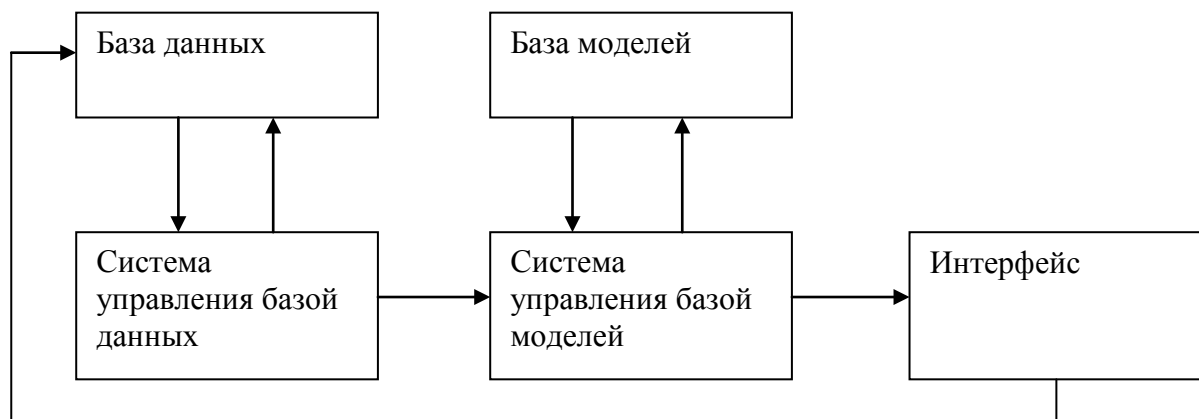 База данных
База моделей
Система
управления базой
данных
Система
управления базой
моделей
Интерфейс